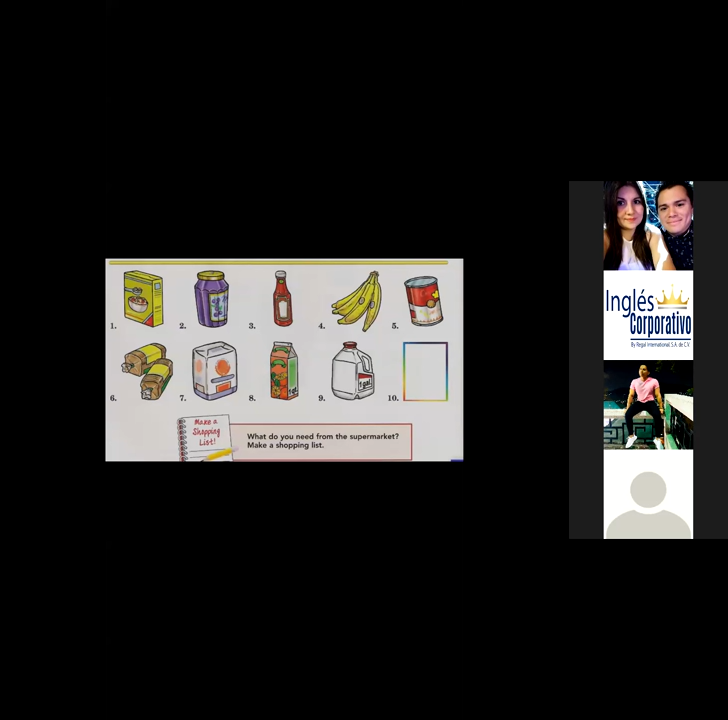 1.
2.
3.
4.
5.
6.
7.
8.
9.
10.
Make a
Shopping
List!
What do you need from the supermarket?
Make a shopping list.
Inglés
Corporativo
By Regal International S.A. de C.V